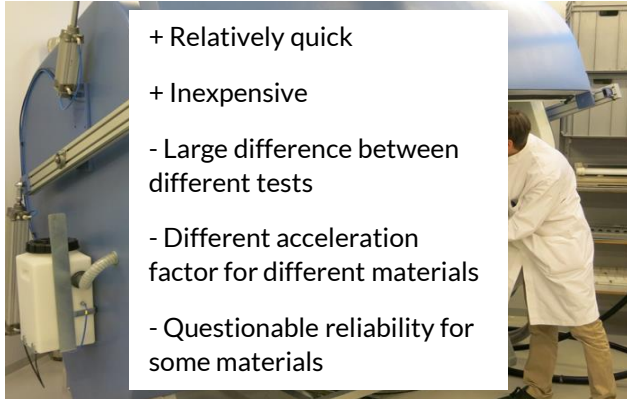 + Relatively quick
+ Inexpensive
- Large difference between
different tests
- Different acceleration
factor for different materials
- Questionable reliability for
some materials